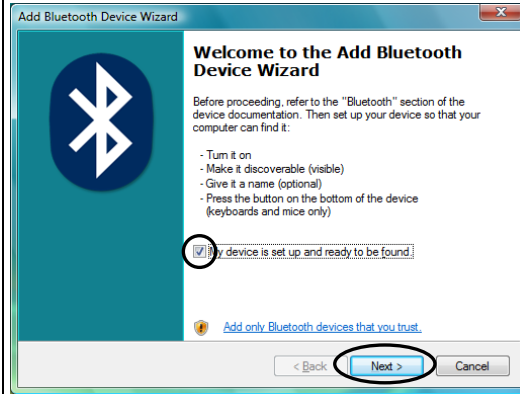 Add Bluetooth Device Wizard
Welcome to the Add Bluetooth
Device Wizard
Before proceeding, refer to the "Bluetooth" section of the
device documentation. Then set up your device so that your
computer can find it:
- Turn it on
- Make it discoverable (visible)
- Give it a name (optional)
- Press the button on the bottom of the device
(keyboards and mice only)
My device is set up and ready to be found.
Add only Bluetooth devices that you trust.
< Back Next > Cancel